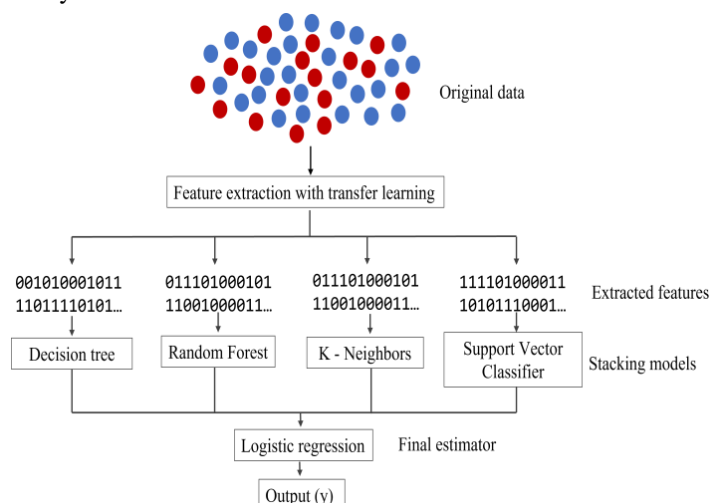 Original data
Feature extraction with transfer learning
001010001011
11011110101…
011101000101
11001000011…
011101000101
11001000011…
111101000011
10101110001…
Extracted features
Decision tree
Random Forest
K - Neighbors
Support Vector
Classifier
Stacking models
Logistic regression
Final estimator
Output (y)